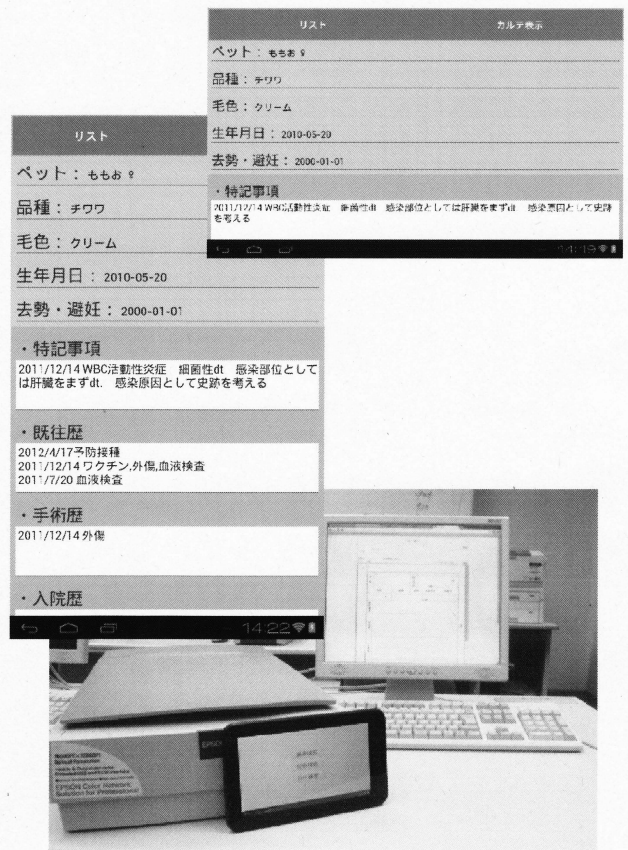 リスト　カルテ表示
ペット： ももお ♀
品種： チワワ
毛色： クリーム
生年月日： 2010-05-20
去勢・避妊： 2000-01-01
・特記事項
2011/12/14 WBC活動性炎症　細菌性dt　感染部位としては肝臓をまずdt　感染原因として史跡
を考える
14:19
リスト
ペット： ももお ♀
品種： チワワ
毛色： クリーム
生年月日： 2010-05-20
去勢・避妊： 2000-01-01
・特記事項
2011/12/14 WBC活動性炎症　細菌性dt　感染部位として
は肝臓をまずdt.　感染原因として史跡を考える
・既往歴
2012/4/17予防接種
2011/12/14 ワクチン,外傷,血液検査
2011/7/20 血液検査
・手術歴
2011/12/14 外傷
・入院歴
14:22
EPSON
EPSON Color Network
Solution for Professional